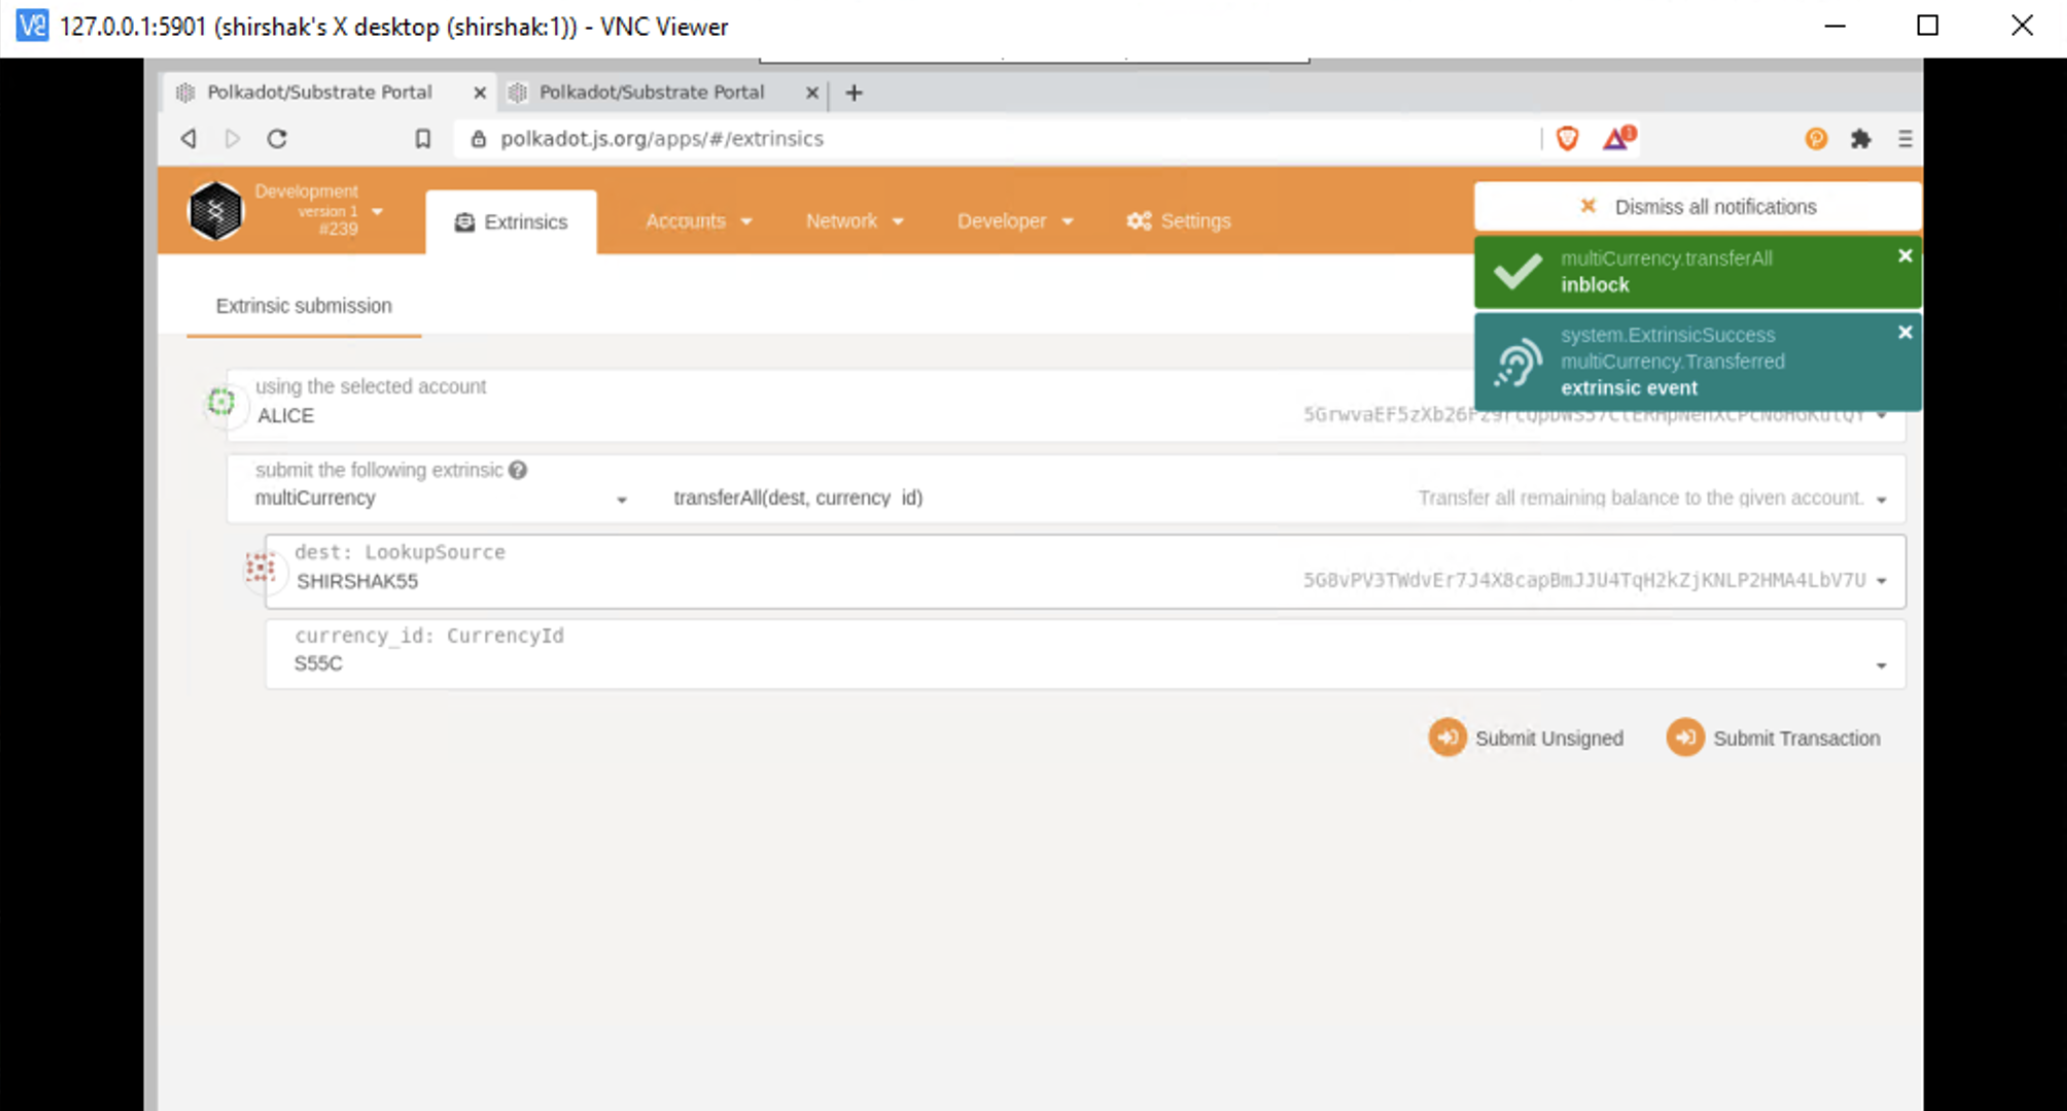 127.0.0.1:5901 (shirshak's X desktop (shirshak:1)) - VNC Viewer
Polkadot/Substrate Portal
Polkadot/Substrate Portal
polkadot.js.org/apps/#/extrinsics
1
Development
version 1
#239
Extrinsics
Accounts
Network
Developer
Settings
Dismiss all notifications
multiCurrency.transferAll
inblock
system.ExtrinsicSuccess
multiCurrency.Transferred
extrinsic event
Extrinsic submission
using the selected account
ALICE
submit the following extrinsic
multiCurrency
transferAll(dest, currency_id)
Transfer all remaining balance to the given account.
dest: LookupSource
SHIRSHAK55
5GBvPV3TWdvEr7J4X8capBmJJU4TqH2kZjKNLP2HMA4LbV7U
currency_id: CurrencyId
S55C
Submit Unsigned
Submit Transaction